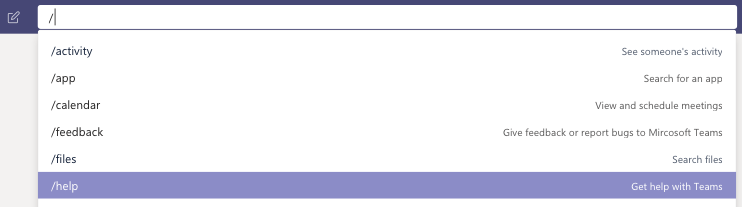 /
/activity See someone's activity
/app Search for an app
/calendar View and schedule meetings
/feedback Give feedback or report bugs to Mircosoft Teams
/files Search files
/help Get help with Teams